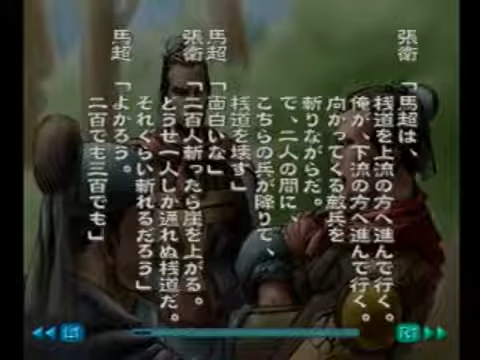 張衛「馬超は、
桟道を上流の方へ進んで行く。
俺が、下流の方へ進んで行く。
向かってくる敵兵を
斬りながらだ。
で、二人の間に
こちらの兵が降りて、
桟道を壊す」
馬超「面白いな」
張衛「二百人斬ったら崖を上がる。
どうせ一人しか通れぬ桟道だ。
それぐらい斬れるだろう」
馬超「よかろう。
二百でも三百でも」
L1
R1